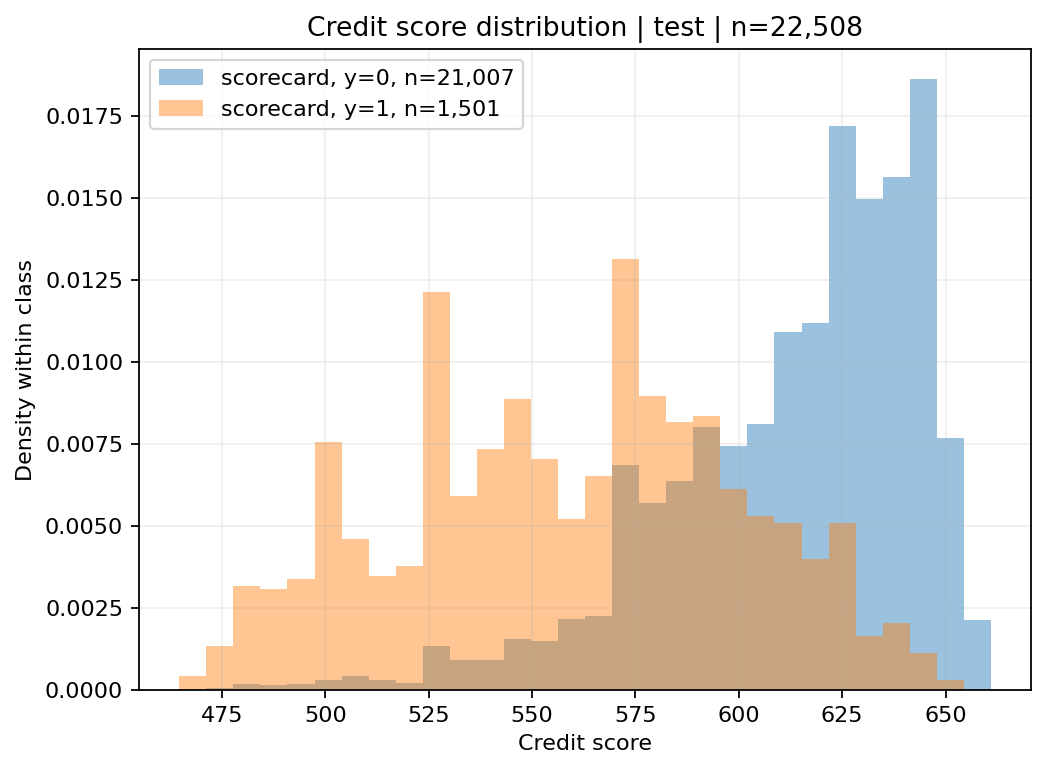 Credit score distribution | test | n=22,508
scorecard, y=0, n=21,007
scorecard, y=1, n=1,501
Density within class
0.0175
0.0150
0.0125
0.0100
0.0075
0.0050
0.0025
0.0000
475 500 525 550 575 600 625 650
Credit score